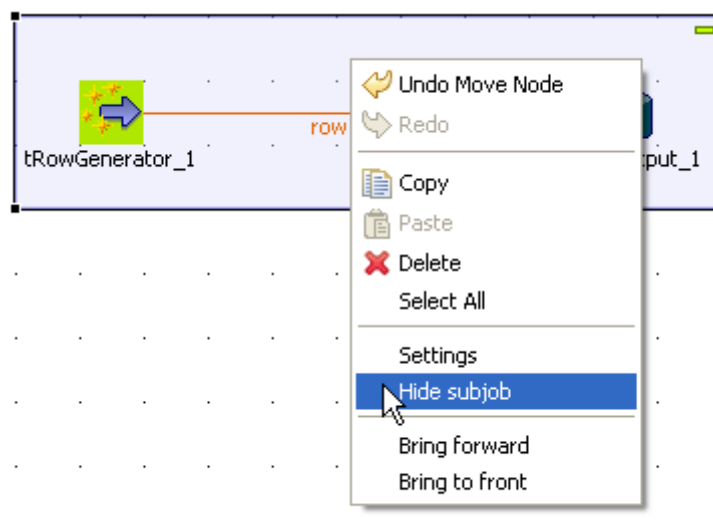 Undo Move Node
row
Redo
tRowGenerator_1
put_1
Copy
Paste
Delete
Select All
Settings
Hide subjob
Bring forward
Bring to front